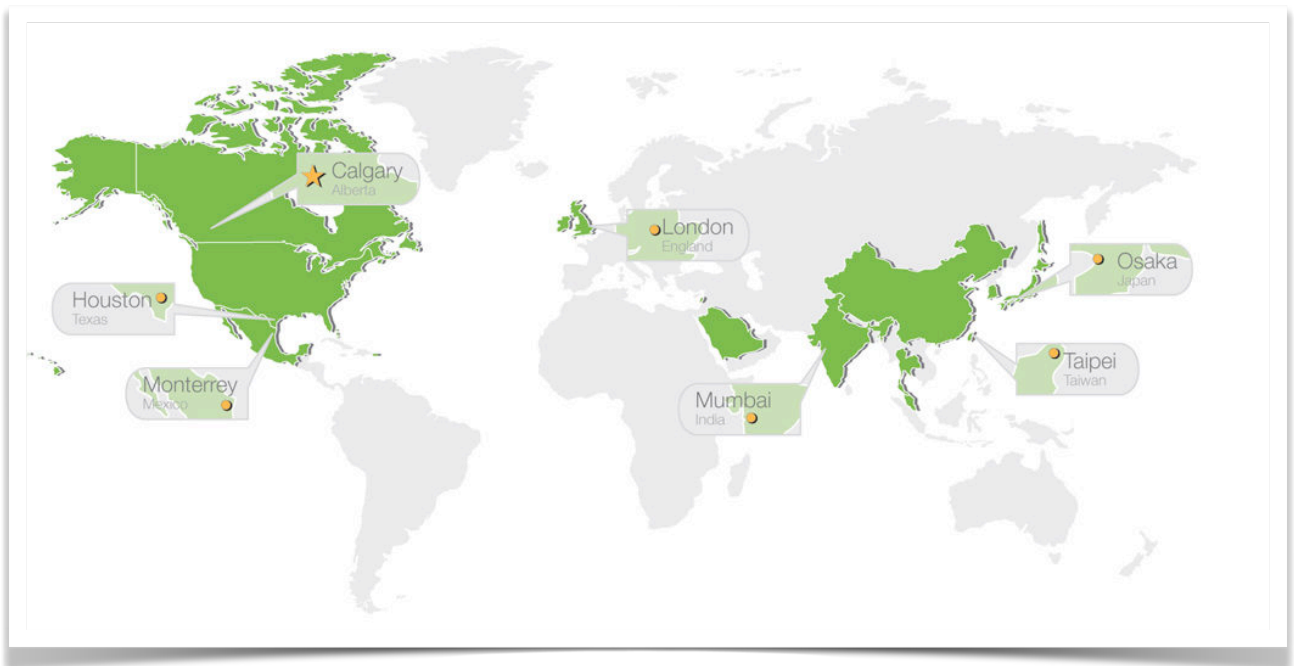 Calgary
Alberta
London
England
Osaka
Japan
Houston
Texas
Taipei
Taiwan
Monterrey
Mexico
Mumbai
India